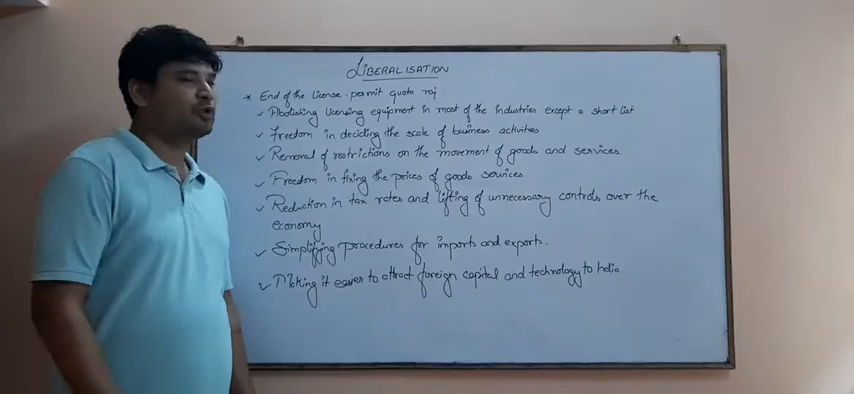 LIBERALISATION
* End of the License-permit quota raj
✓ Abolishing licensing equipment in most of the industries except a short list
✓ Freedom in deciding the scale of business activities
✓ Removal of restrictions on the movement of goods and services.
✓ Freedom in fixing the prices of goods services
✓ Reduction in tax rates and lifting of unnecessary controls over the
economy
✓ Simplifying procedures for imports and exports.
✓ Making it easier to attract foreign capital and technology to India